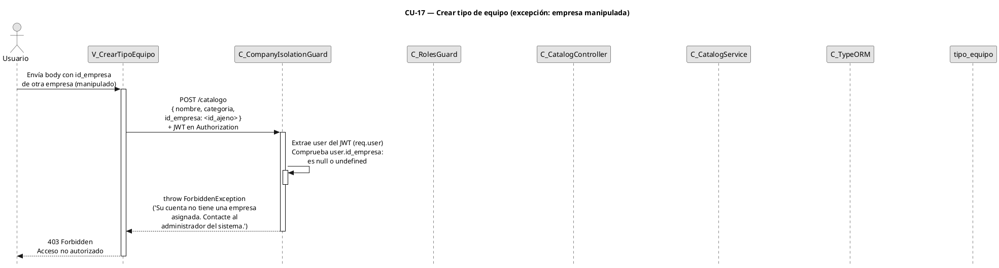 CU-17 — Crear tipo de equipo (excepción: empresa manipulada)
Usuario
V_CrearTipoEquipo
C_CompanyIsolationGuard
C_RolesGuard
C_CatalogController
C_CatalogService
C_TypeORM
tipo_equipo
Envía body con id_empresa
de otra empresa (manipulado)
POST /catalogo
{ nombre, categoria,
id_empresa: <id_ajeno> }
+ JWT en Authorization
Extrae user del JWT (req.user)
Comprueba user.id_empresa:
es null o undefined
throw ForbiddenException
('Su cuenta no tiene una empresa
asignada. Contacte al
administrador del sistema.')
403 Forbidden
Acceso no autorizado